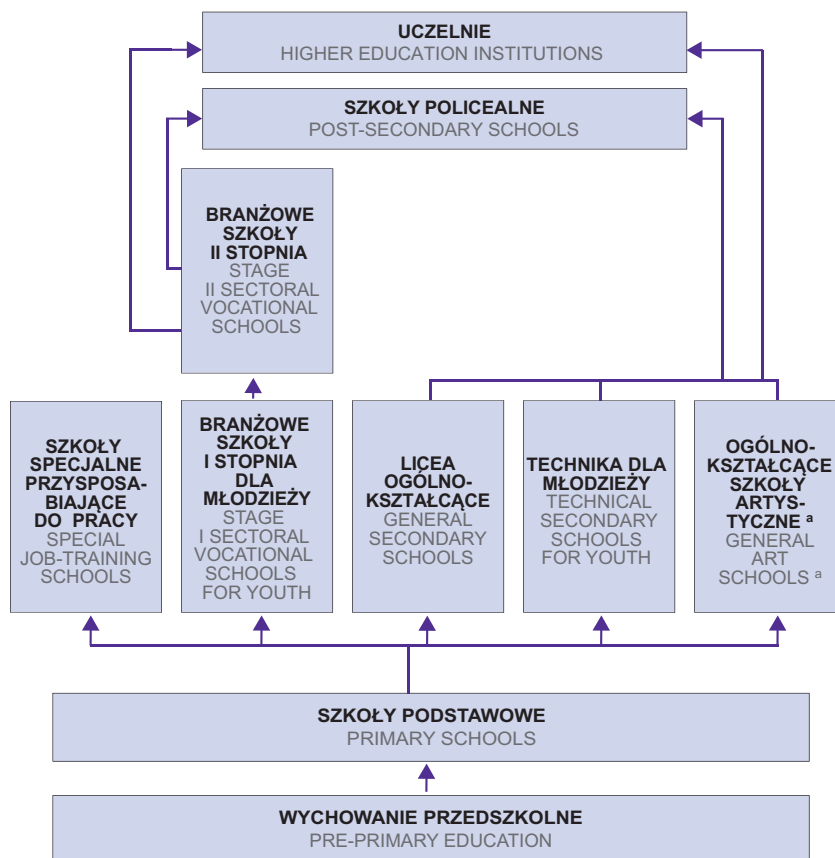 UCZELNIE
HIGHER EDUCATION INSTITUTIONS
SZKOŁY POLICEALNE
POST-SECONDARY SCHOOLS
BRANŻOWE
SZKOŁY
II STOPNIA
STAGE
II SECTORAL
VOCATIONAL
SCHOOLS
SZKOŁY
SPECJALNE
PRZYSPOSA-
BIAJĄCE
DO PRACY
SPECIAL
JOB-TRAINING
SCHOOLS
BRANŻOWE
SZKOŁY
I STOPNIA
DLA
MŁODZIEŻY
STAGE
I SECTORAL
VOCATIONAL
SCHOOLS
FOR YOUTH
LICEA
OGÓLNO-
KSZTAŁCĄCE
GENERAL
SECONDARY
SCHOOLS
TECHNIKA DLA
MŁODZIEŻY
TECHNICAL
SECONDARY
SCHOOLS
FOR YOUTH
OGÓLNO-
KSZTAŁCĄCE
SZKOŁY
ARTYS-
TYCZNE a
GENERAL
ART
SCHOOLS a
SZKOŁY PODSTAWOWE
PRIMARY SCHOOLS
WYCHOWANIE PRZEDSZKOLNE
PRE-PRIMARY EDUCATION